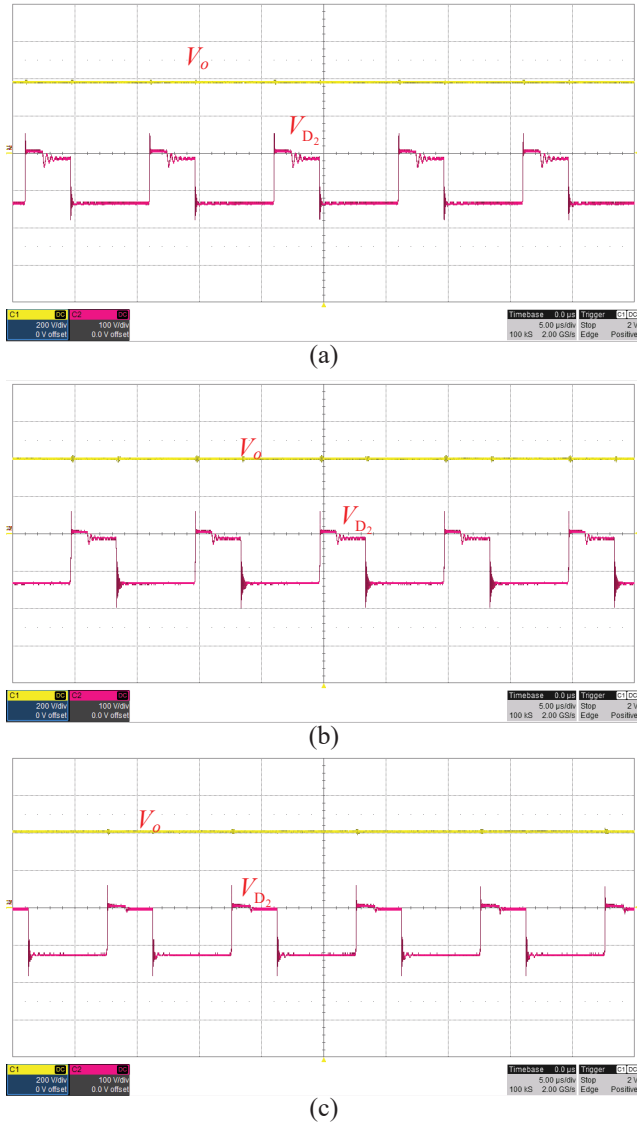 Vo
VD2
C1 DC
200 V/div
0 V offset
C2 DC
100 V/div
0.0 V offset
Timebase 0.0 µs
5.00 µs/div
100 kS 2.00 GS/s
Trigger C1 DC
Stop 2 V
Edge Positive
(a)
Vo
VD2
C1 DC
200 V/div
0 V offset
C2 DC
100 V/div
0.0 V offset
Timebase 0.0 µs
5.00 µs/div
100 kS 2.00 GS/s
Trigger C1 DC
Stop 2 V
Edge Positive
(b)
Vo
VD2
C1 DC
200 V/div
0 V offset
C2 DC
100 V/div
0.0 V offset
Timebase 0.0 µs
5.00 µs/div
100 kS 2.00 GS/s
Trigger C1 DC
Stop 2 V
Edge Positive
(c)